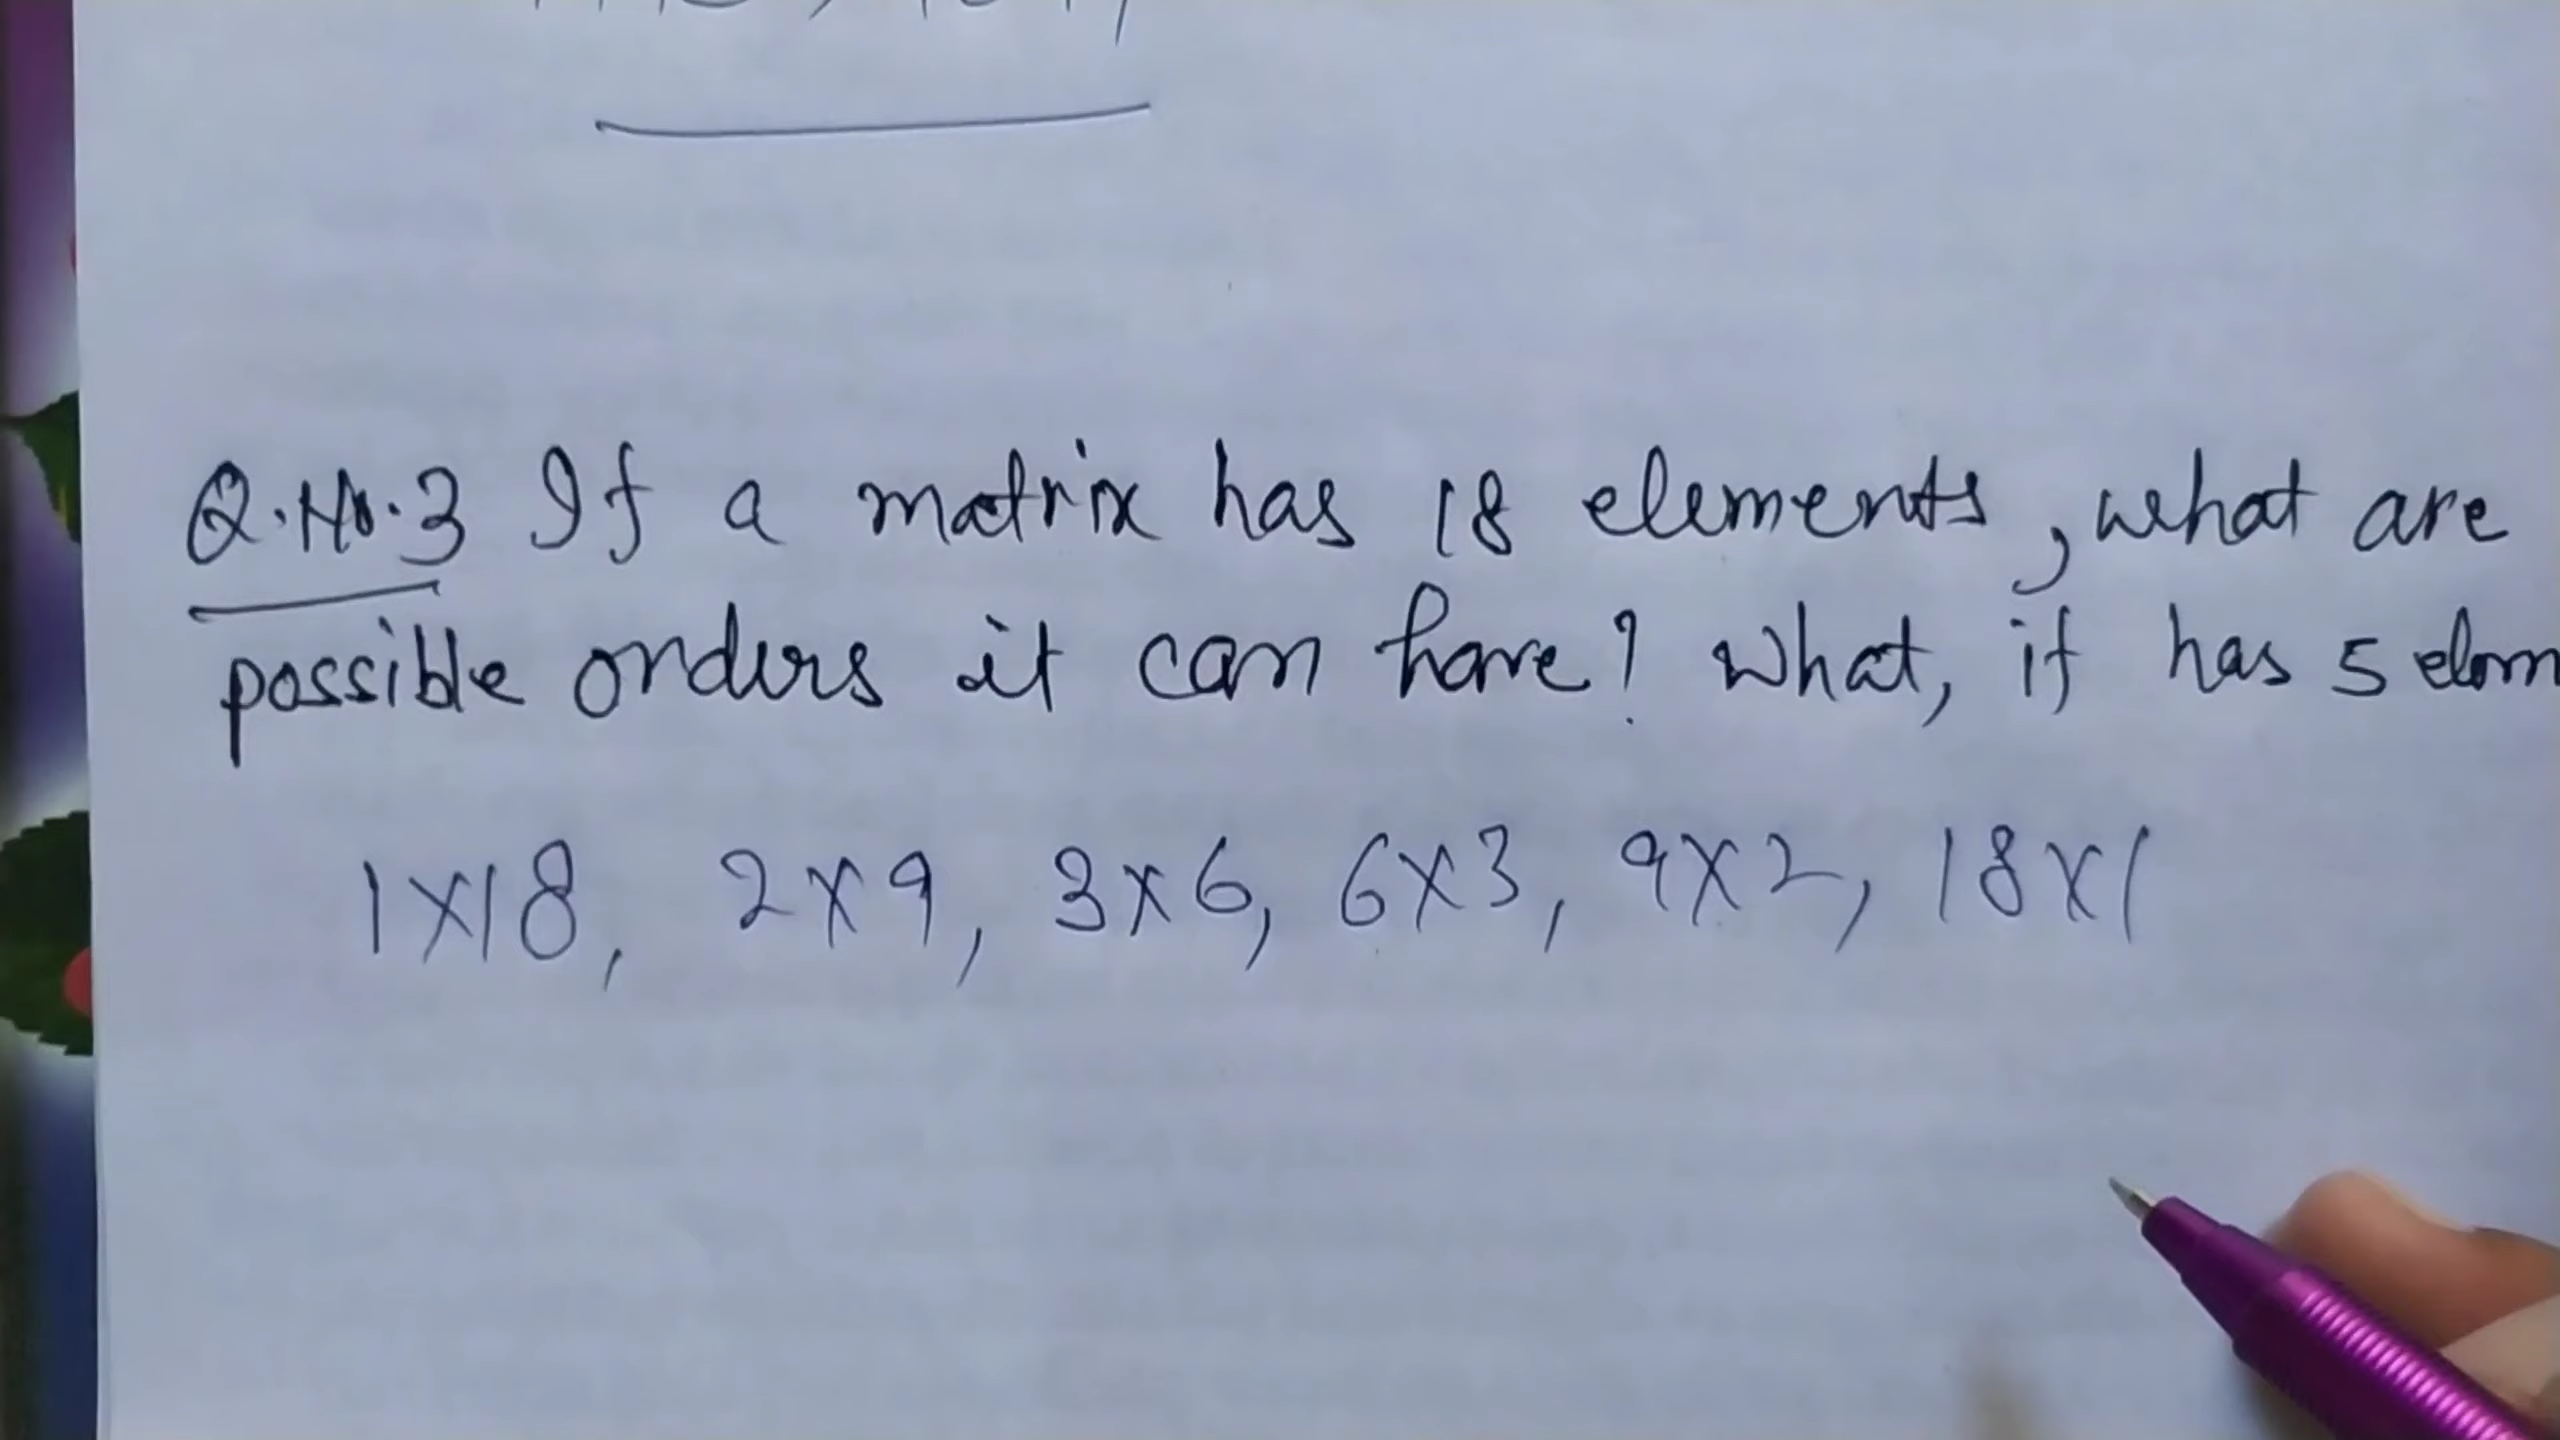 Q.No.3 If a matrix has 18 elements, what are
possible orders it can have? What, if has 5 elem
1×18, 2×9, 3×6, 6×3, 9×2, 18×1